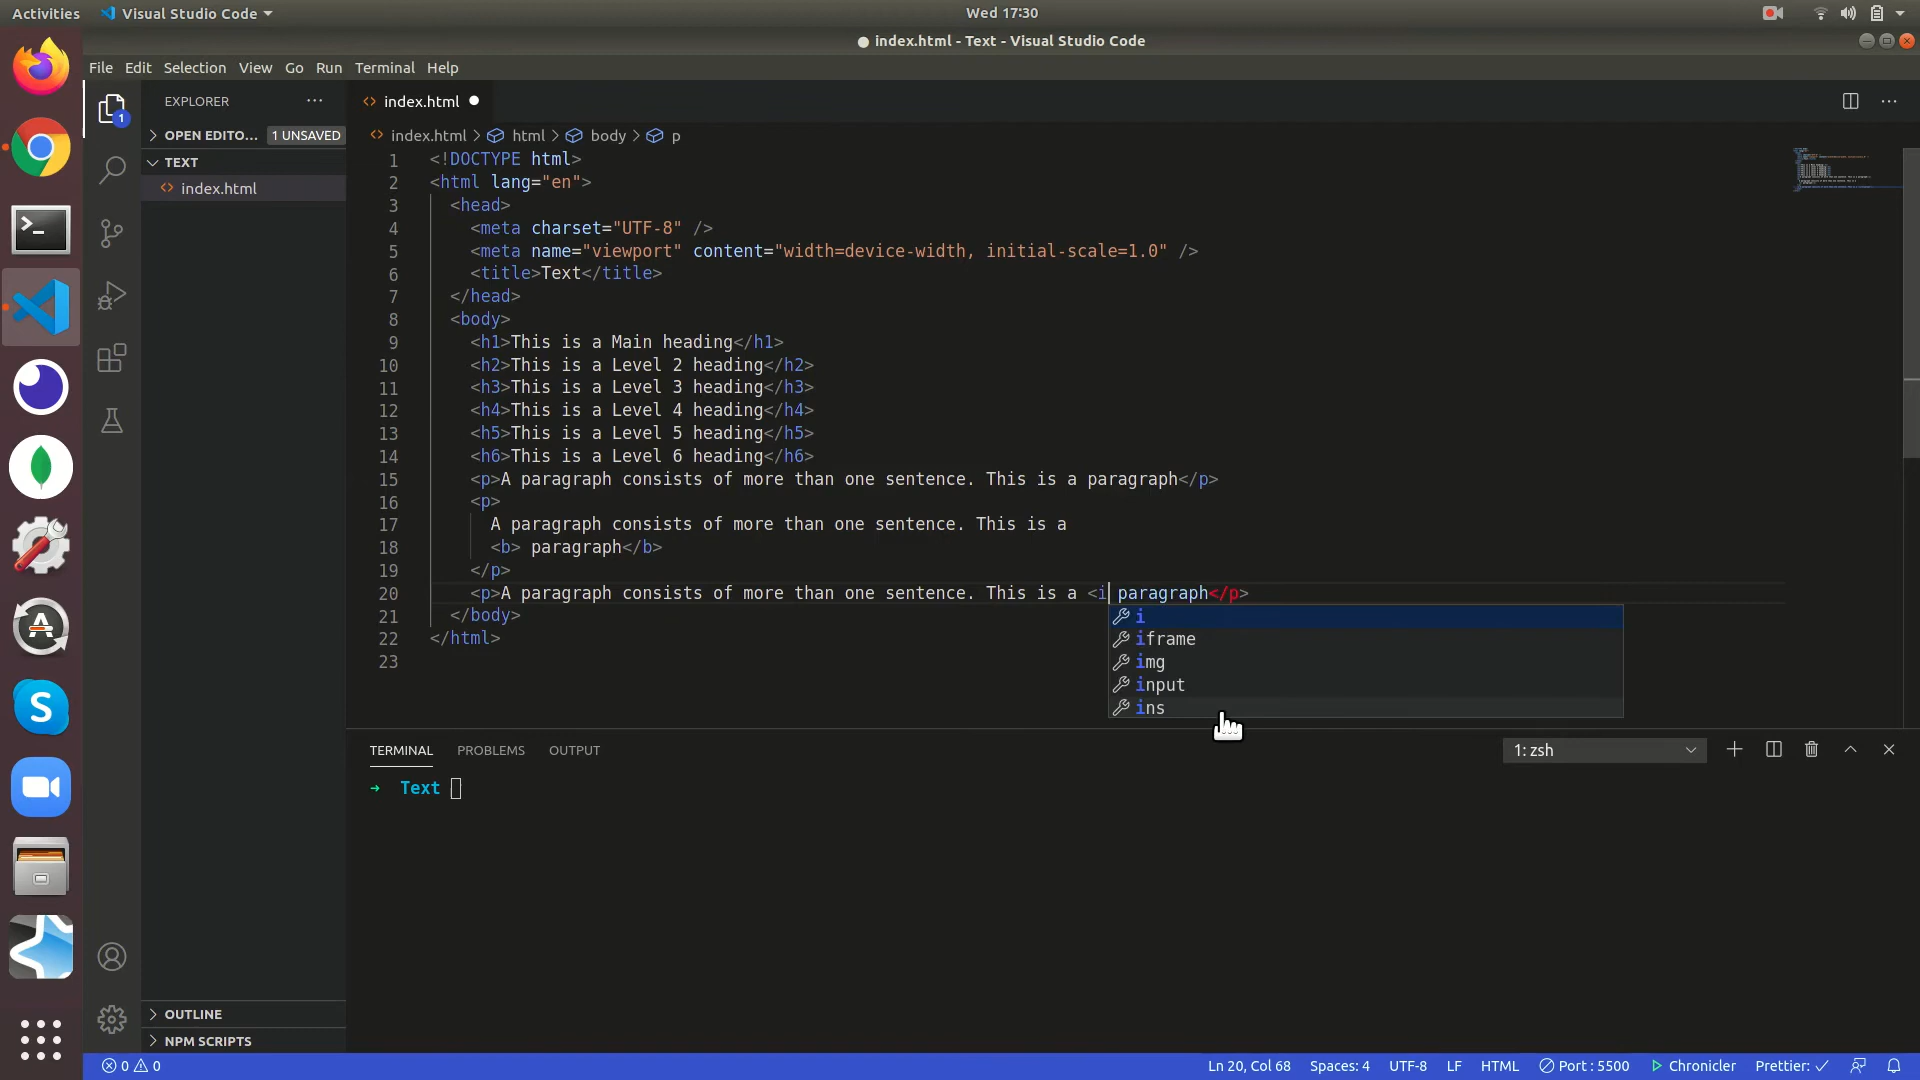 Activities
Visual Studio Code
Wed 17:30
index.html - Text - Visual Studio Code
File Edit Selection View Go Run Terminal Help
EXPLORER
OPEN EDITO... 1 UNSAVED
TEXT
index.html
OUTLINE
NPM SCRIPTS
1
index.html
index.html > html > body > p
1 <!DOCTYPE html>
2 <html lang="en">
3 <head>
4 <meta charset="UTF-8" />
5 <meta name="viewport" content="width=device-width, initial-scale=1.0" />
6 <title>Text</title>
7 </head>
8 <body>
9 <h1>This is a Main heading</h1>
10 <h2>This is a Level 2 heading</h2>
11 <h3>This is a Level 3 heading</h3>
12 <h4>This is a Level 4 heading</h4>
13 <h5>This is a Level 5 heading</h5>
14 <h6>This is a Level 6 heading</h6>
15 <p>A paragraph consists of more than one sentence. This is a paragraph</p>
16 <p>
17 A paragraph consists of more than one sentence. This is a
18 <b> paragraph</b>
19 </p>
20 <p>A paragraph consists of more than one sentence. This is a <i paragraph</p>
21 </body>
22 </html>
23
i
iframe
img
input
ins
TERMINAL PROBLEMS OUTPUT
1: zsh
→ Text
0 0
Ln 20, Col 68 Spaces: 4 UTF-8 LF HTML Port : 5500 Chronicler Prettier: ✓